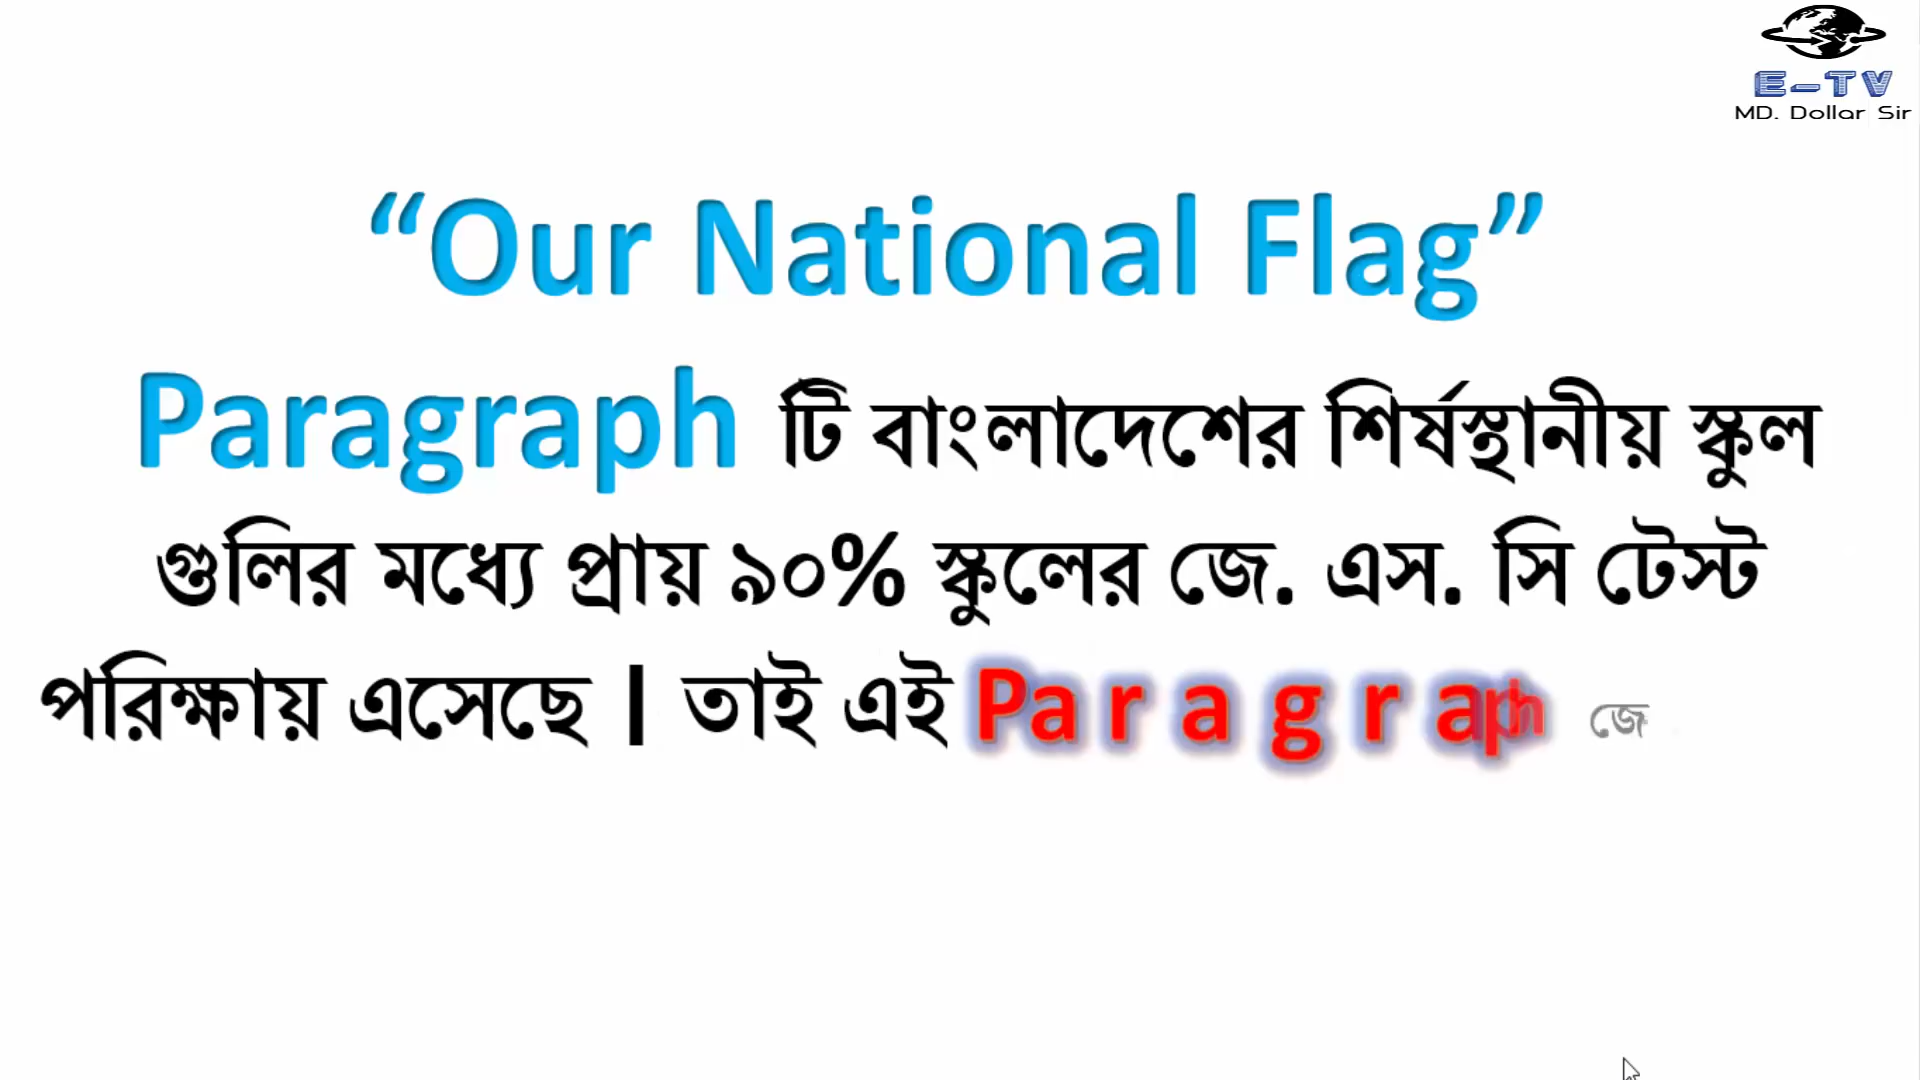 E-TV
MD. Dollar Sir
“Our National Flag”
Paragraph টি বাংলাদেশের শির্ষস্থানীয় স্কুল
গুলির মধ্যে প্রায় ৯০% স্কুলের জে. এস. সি টেস্ট
পরিক্ষায় এসেছে | তাই এই Paragraph জে